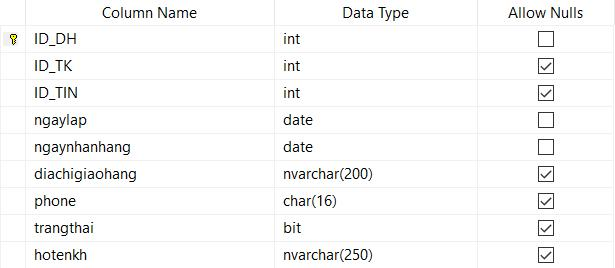 Column Name Data Type Allow Nulls
ID_DH int
ID_TK int
ID_TIN int
ngaylap date
ngaynhanhang date
diachigiaohang nvarchar(200)
phone char(16)
trangthai bit
hotenkh nvarchar(250)